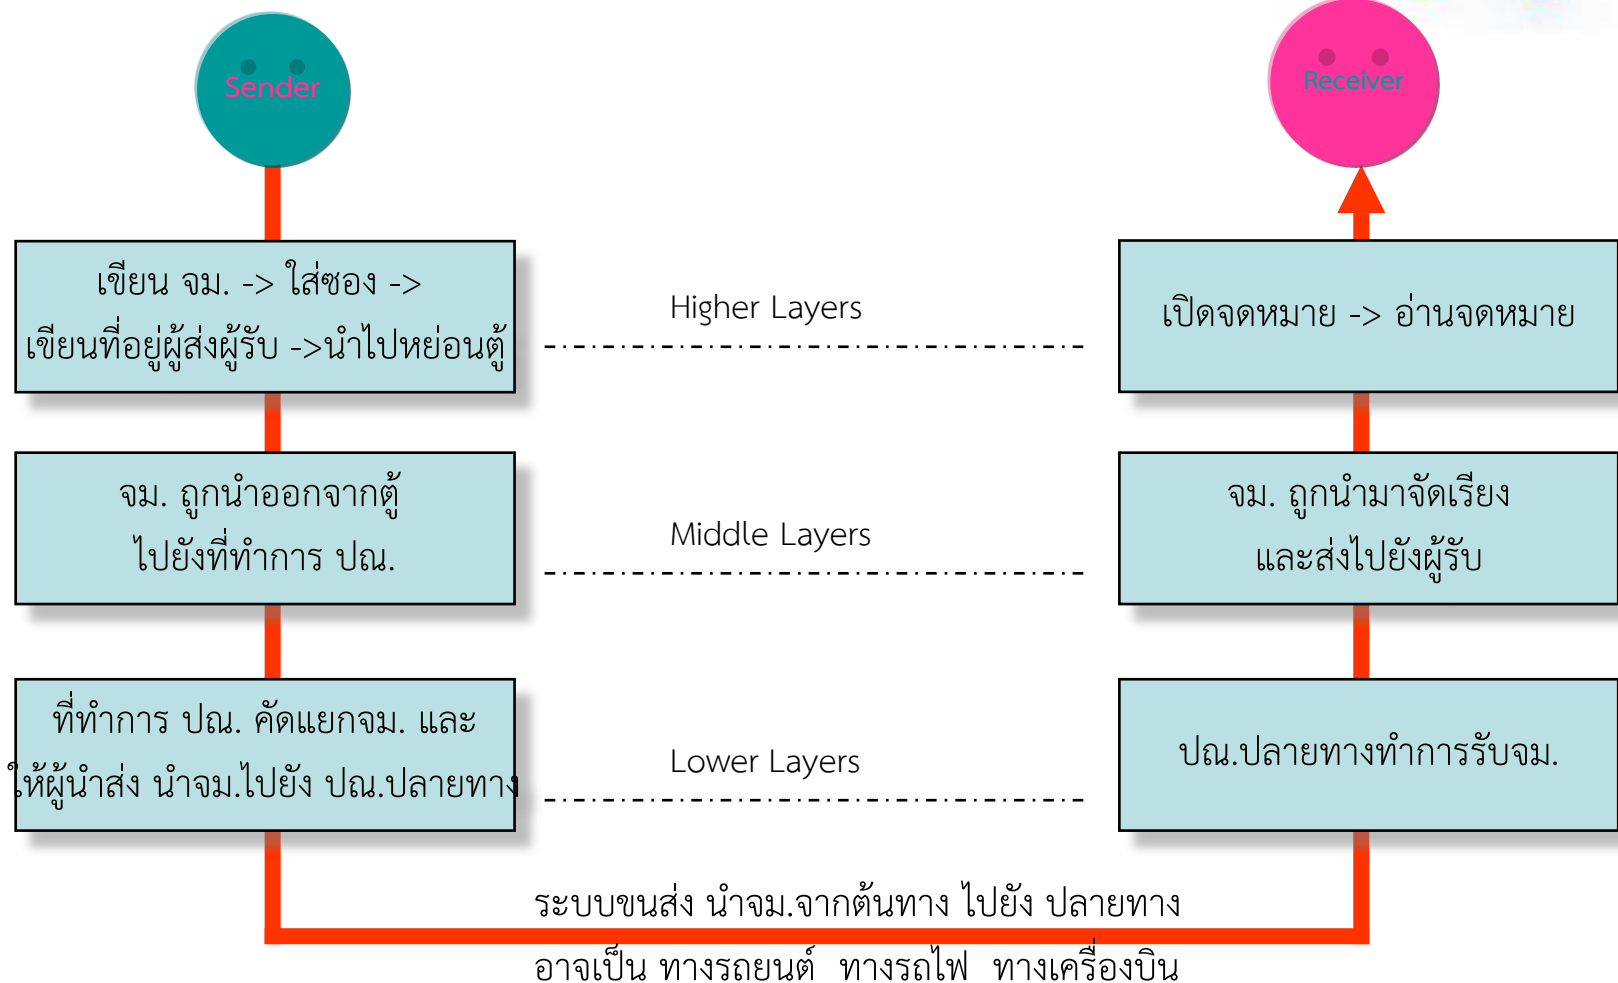 Sender
Receiver
เขียน จม. -> ใส่ซอง ->
เขียนที่อยู่ผู้ส่งผู้รับ ->นำไปหย่อนตู้
Higher Layers
เปิดจดหมาย -> อ่านจดหมาย
จม. ถูกนำออกจากตู้
ไปยังที่ทำการ ปณ.
Middle Layers
จม. ถูกนำมาจัดเรียง
และส่งไปยังผู้รับ
ที่ทำการ ปณ. คัดแยกจม. และ
ให้ผู้นำส่ง นำจม.ไปยัง ปณ.ปลายทาง
Lower Layers
ปณ.ปลายทางทำการรับจม.
ระบบขนส่ง นำจม.จากต้นทาง ไปยัง ปลายทาง
อาจเป็น ทางรถยนต์ ทางรถไฟ ทางเครื่องบิน